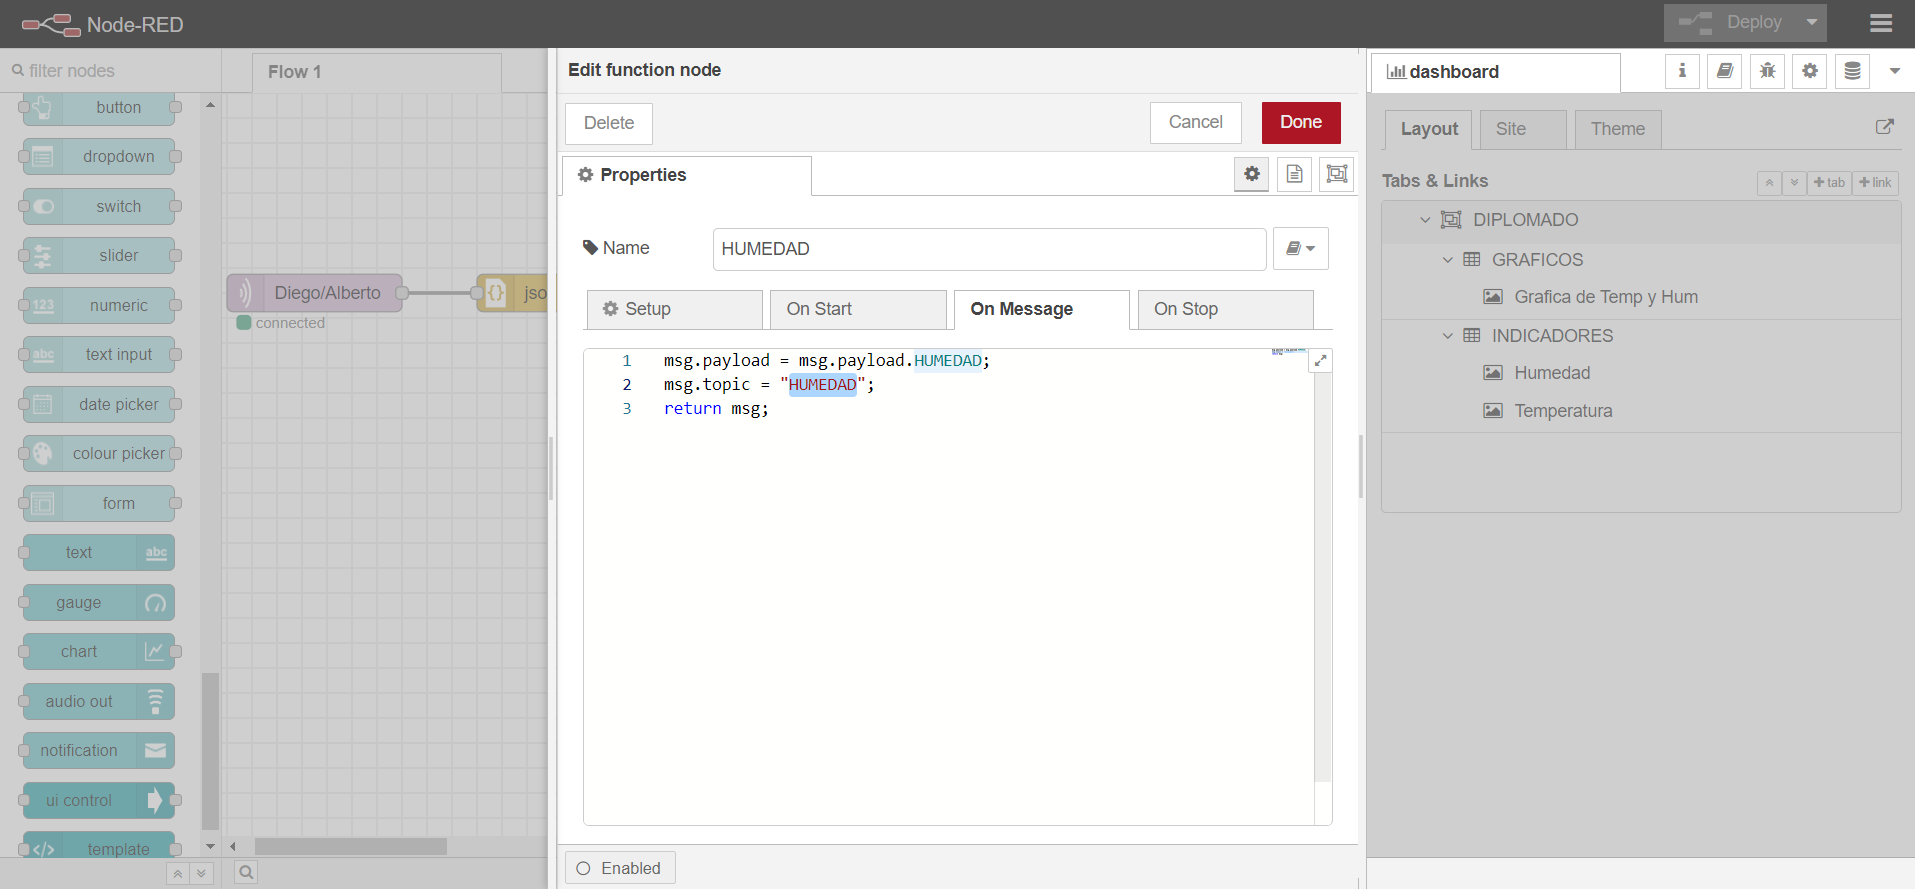 Node-RED
Deploy
filter nodes
button
dropdown
switch
slider
123 numeric
abc text input
date picker
colour picker
form
text abc
gauge
chart
audio out
notification
ui control
</> template
Flow 1
Diego/Alberto
connected
{} jso
Edit function node
Delete
Cancel
Done
Properties
Name
HUMEDAD
Setup
On Start
On Message
On Stop
1 msg.payload = msg.payload.HUMEDAD;
2 msg.topic = "HUMEDAD";
3 return msg;
Enabled
dashboard
i
Layout
Site
Theme
Tabs & Links
+tab
+link
DIPLOMADO
GRAFICOS
Grafica de Temp y Hum
INDICADORES
Humedad
Temperatura